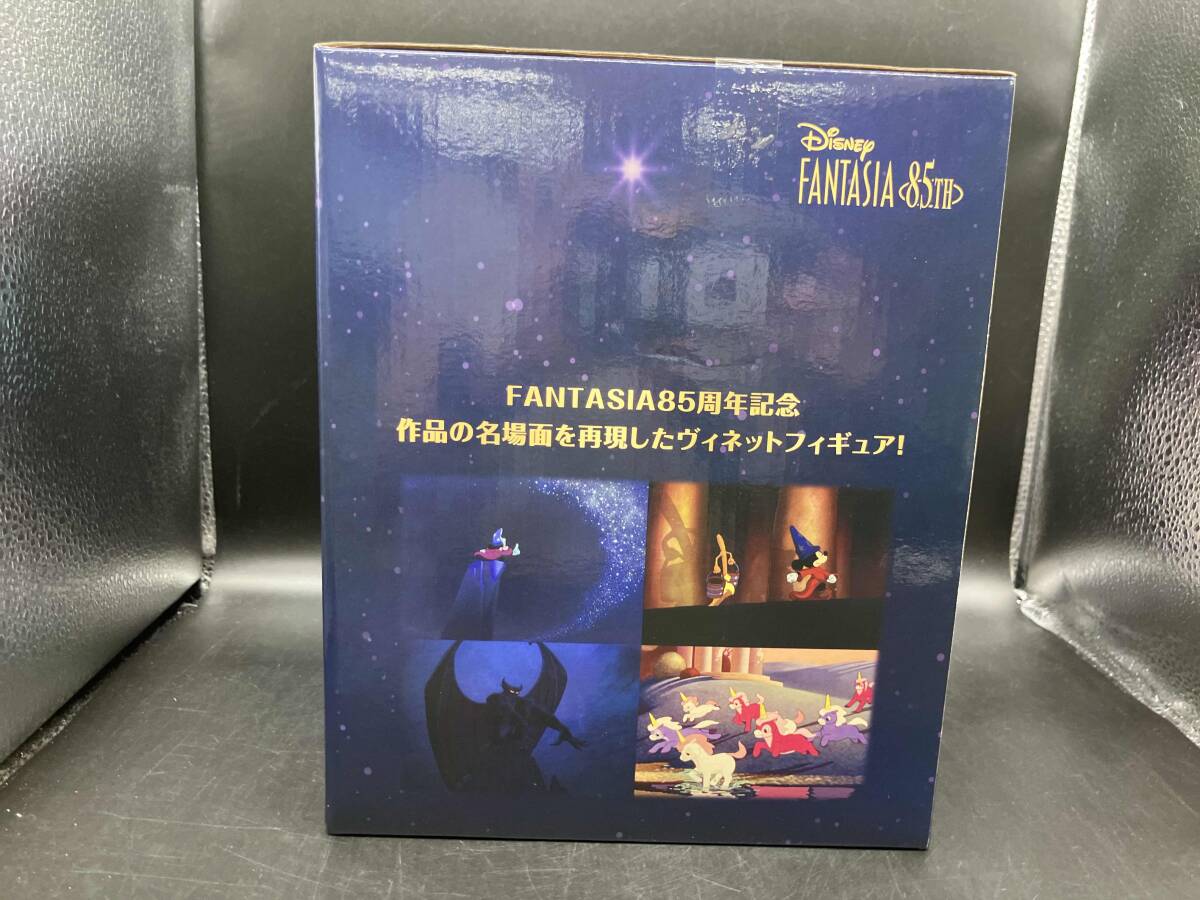 Disney
FANTASIA 85TH
FANTASIA85周年記念
作品の名場面を再現したヴィネットフィギュア!